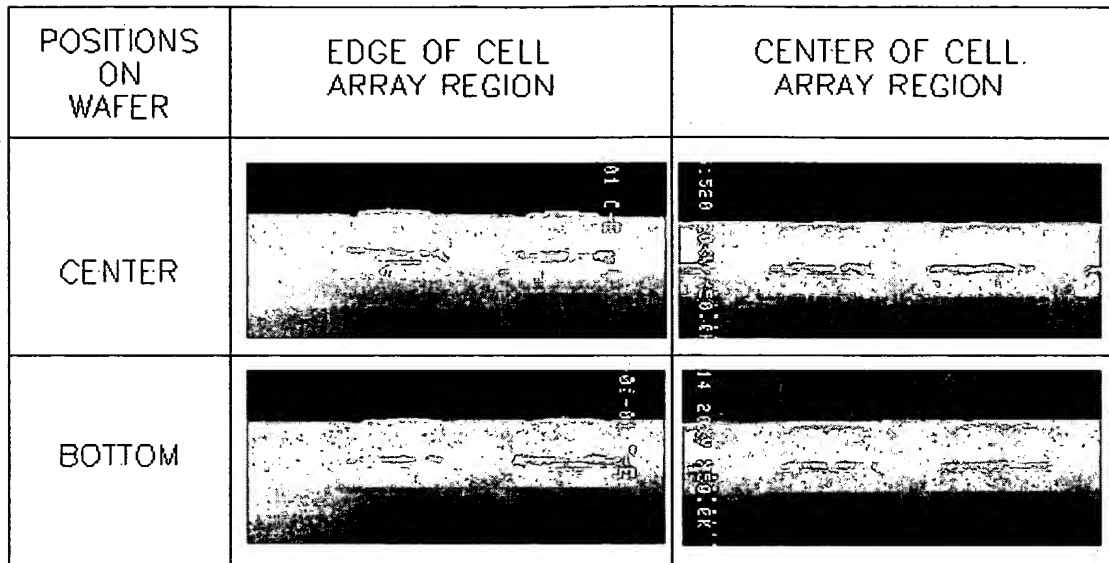 POSITIONS
ON
WAFER
EDGE OF CELL
ARRAY REGION
CENTER OF CELL
ARRAY REGION
CENTER
BOTTOM